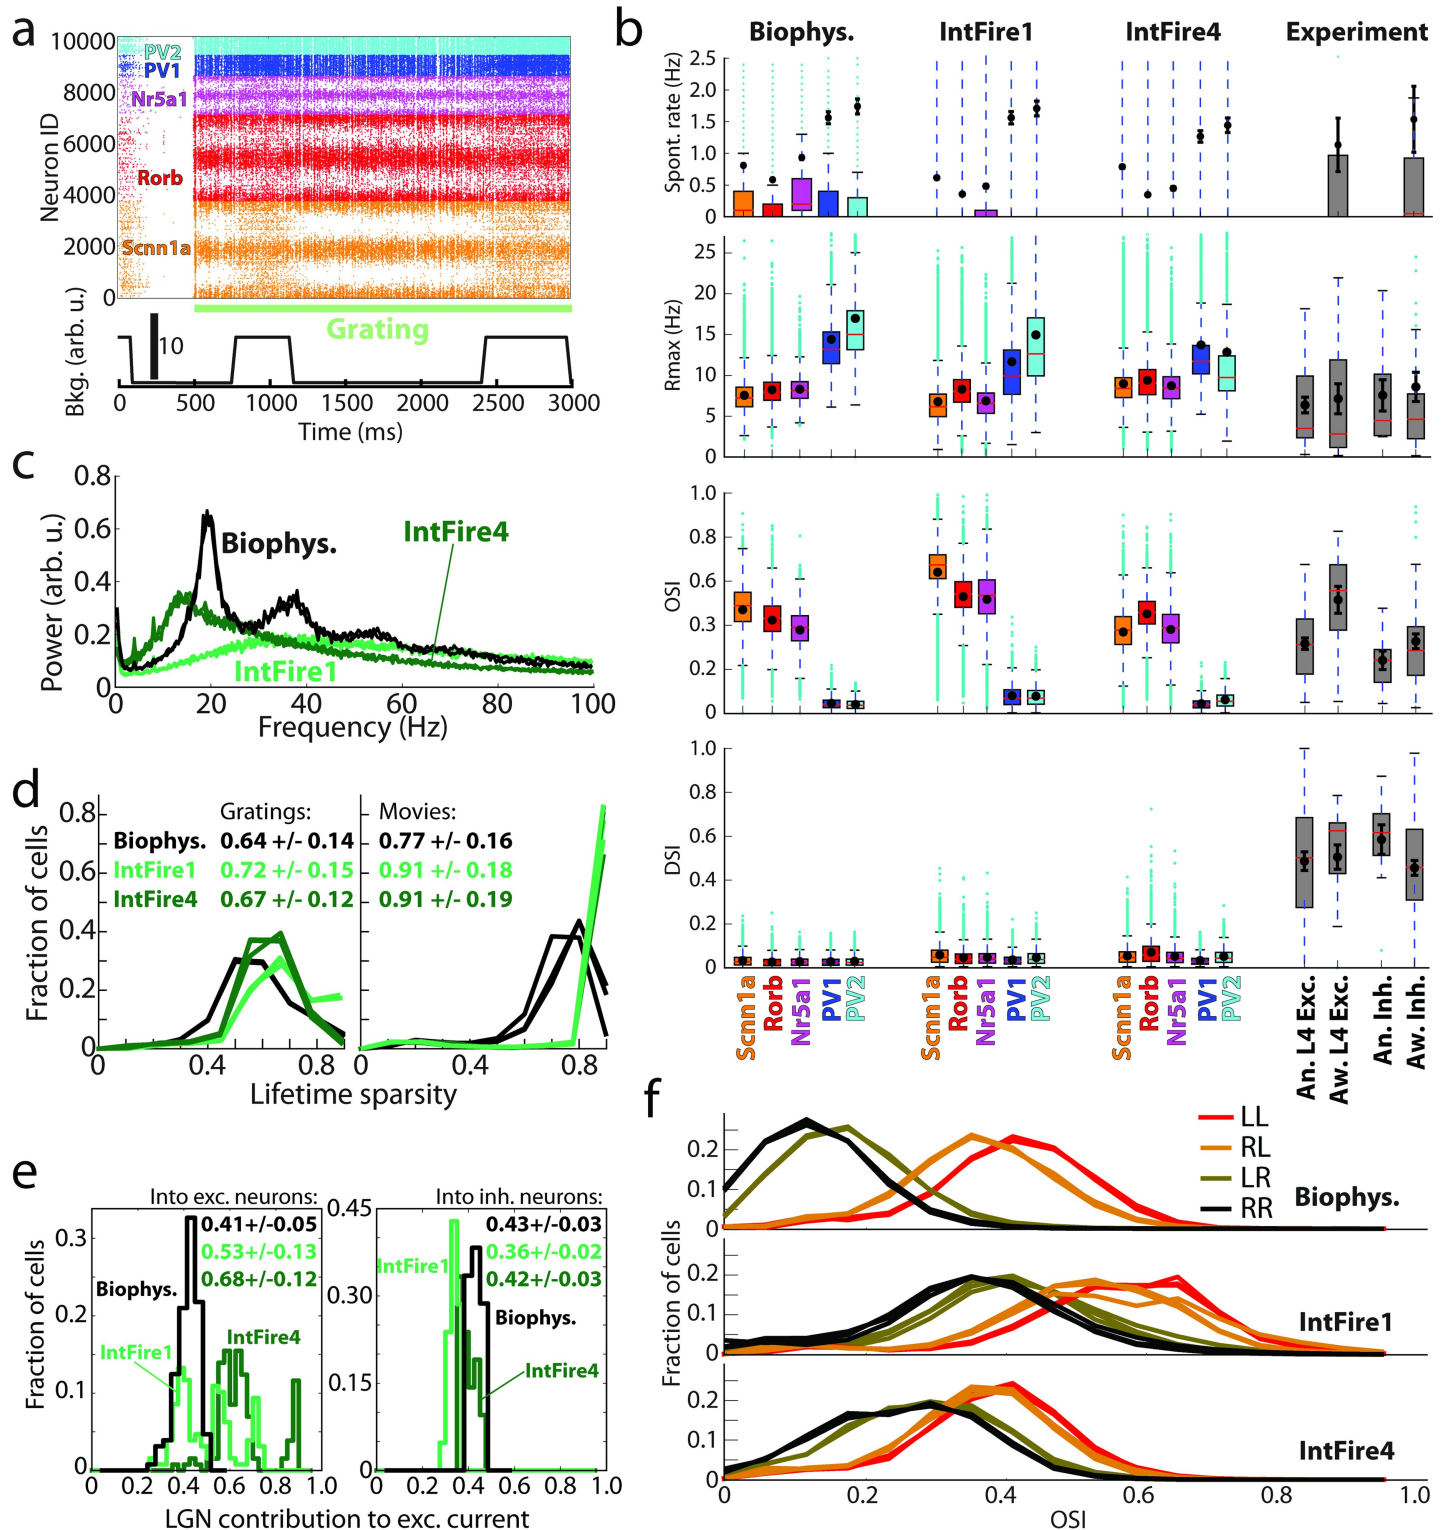 a
10000
8000
6000
4000
2000
0
Neuron ID
PV2
PV1
Nr5a1
Rorb
Scnn1a
Grating
Bkg. (arb. u.)
10
0 500 1000 1500 2000 2500 3000
Time (ms)
b
Biophys. IntFire1 IntFire4 Experiment
Spont. rate (Hz)
2.5
2.0
1.5
1.0
0.5
0
Rmax (Hz)
25
20
15
10
5
0
OSI
1.0
0.8
0.6
0.3
0.2
0
DSI
1.0
0.8
0.6
0.4
0.2
0
Scnn1a Rorb Nr5a1 PV1 PV2
Scnn1a Rorb Nr5a1 PV1 PV2
Scnn1a Rorb Nr5a1 PV1 PV2
An. L4 Exc. Aw. L4 Exc. An. Inh. Aw. Inh.
c
Power (arb. u.)
0.8
0.6
0.4
0.2
0
Biophys.
IntFire4
IntFire1
0 20 40 60 80 100
Frequency (Hz)
d
Fraction of cells
0.8
0.6
0.4
0.2
0
Gratings: Movies:
Biophys. 0.64 +/- 0.14 0.77 +/- 0.16
IntFire1 0.72 +/- 0.15 0.91 +/- 0.18
IntFire4 0.67 +/- 0.12 0.91 +/- 0.19
0 0.4 0.8 0 0.4 0.8
Lifetime sparsity
e
Fraction of cells
Into exc. neurons:
0.3
0.2
0.1
0
0.41+/-0.05
0.53+/-0.13
0.68+/-0.12
Biophys.
IntFire1
IntFire4
0 0.2 0.4 0.6 0.8 1.0
Into inh. neurons:
0.45
0.30
0.15
0
0.43+/-0.03
0.36+/-0.02
0.42+/-0.03
IntFire1
Biophys.
IntFire4
0 0.2 0.4 0.6 0.8 1.0
LGN contribution to exc. current
f
Fraction of cells
LL
RL
LR
RR
0.2
0.1
0
Biophys.
0.2
0.1
0
IntFire1
0.2
0.1
0
IntFire4
0 0.2 0.4 0.6 0.8 1.0
OSI